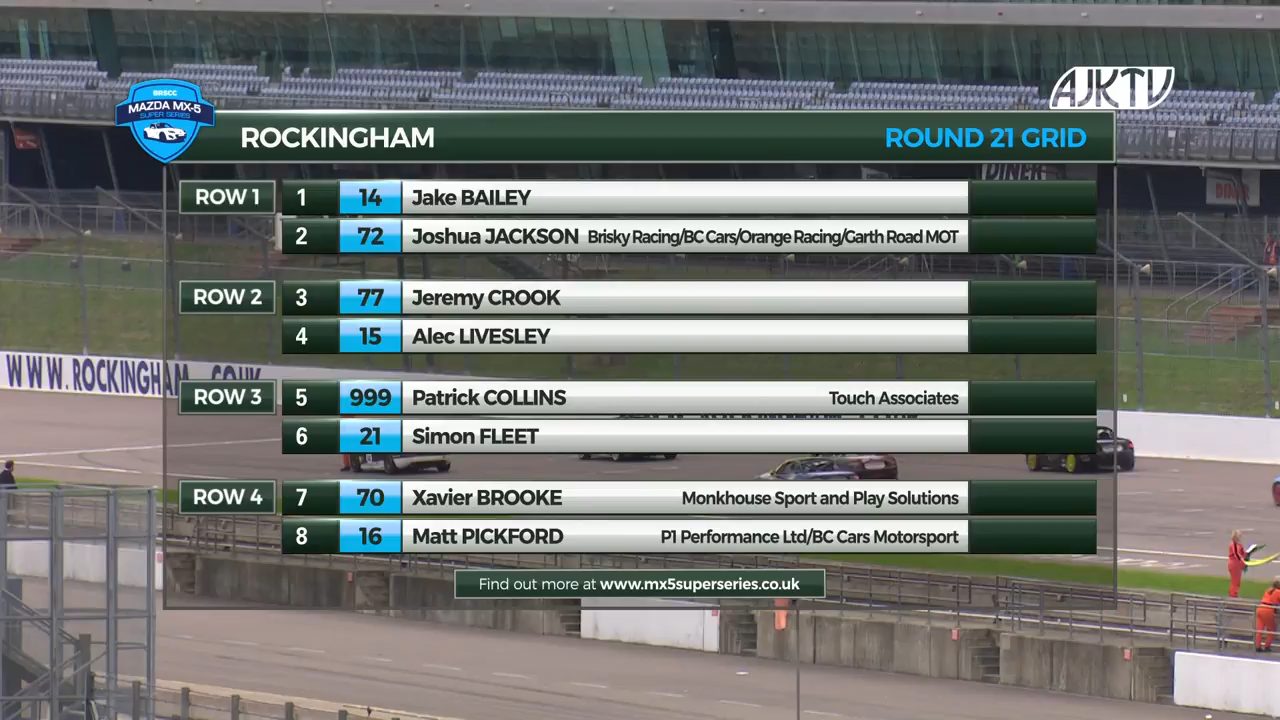 AJKTV
BRSCC
MAZDA MX-5
SUPER SERIES
ROCKINGHAM ROUND 21 GRID
DINER
ROW 1 1 14 Jake BAILEY
2 72 Joshua JACKSON Brisky Racing/BC Cars/Orange Racing/Garth Road MOT
ROW 2 3 77 Jeremy CROOK
4 15 Alec LIVESLEY
WWW.ROCKINGHAM.CO.UK
ROW 3 5 999 Patrick COLLINS Touch Associates
6 21 Simon FLEET
ROW 4 7 70 Xavier BROOKE Monkhouse Sport and Play Solutions
8 16 Matt PICKFORD P1 Performance Ltd/BC Cars Motorsport
Find out more at www.mx5superseries.co.uk